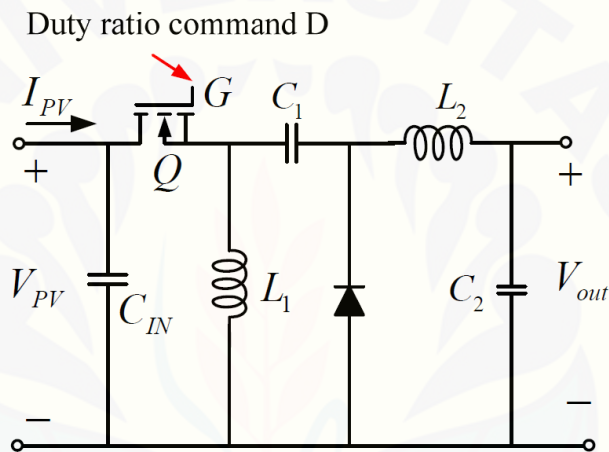 Duty ratio command D
I_PV G C_1 L_2
+ Q +
V_PV C_IN L_1 C_2 V_out
− −